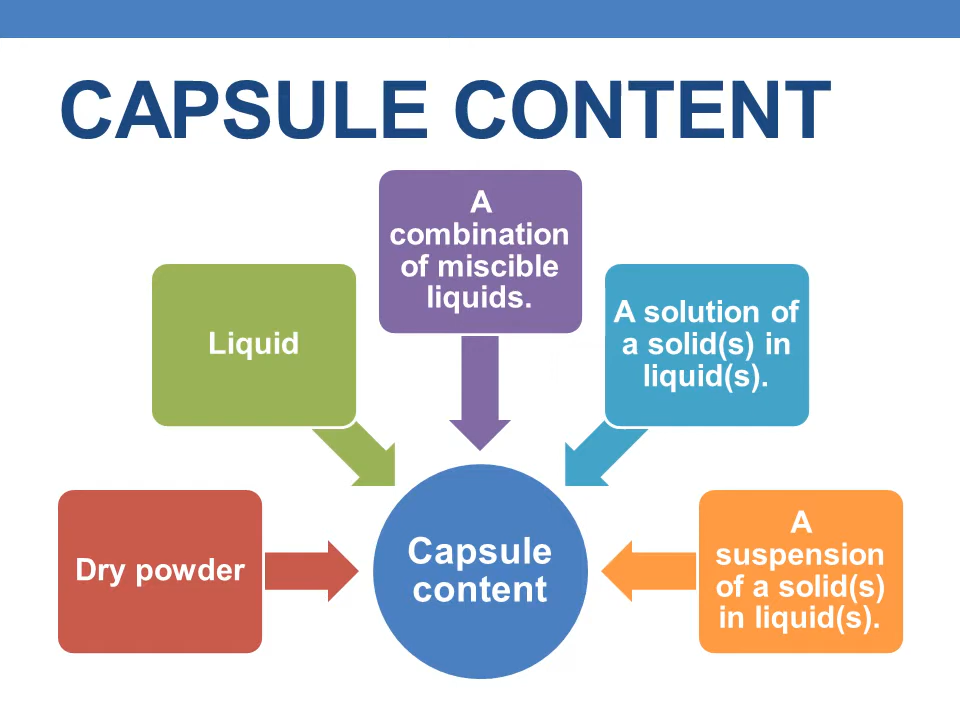 CAPSULE CONTENT
A
combination
of miscible
liquids.
Liquid
A solution of
a solid(s) in
liquid(s).
Dry powder
Capsule
content
A
suspension
of a solid(s)
in liquid(s).